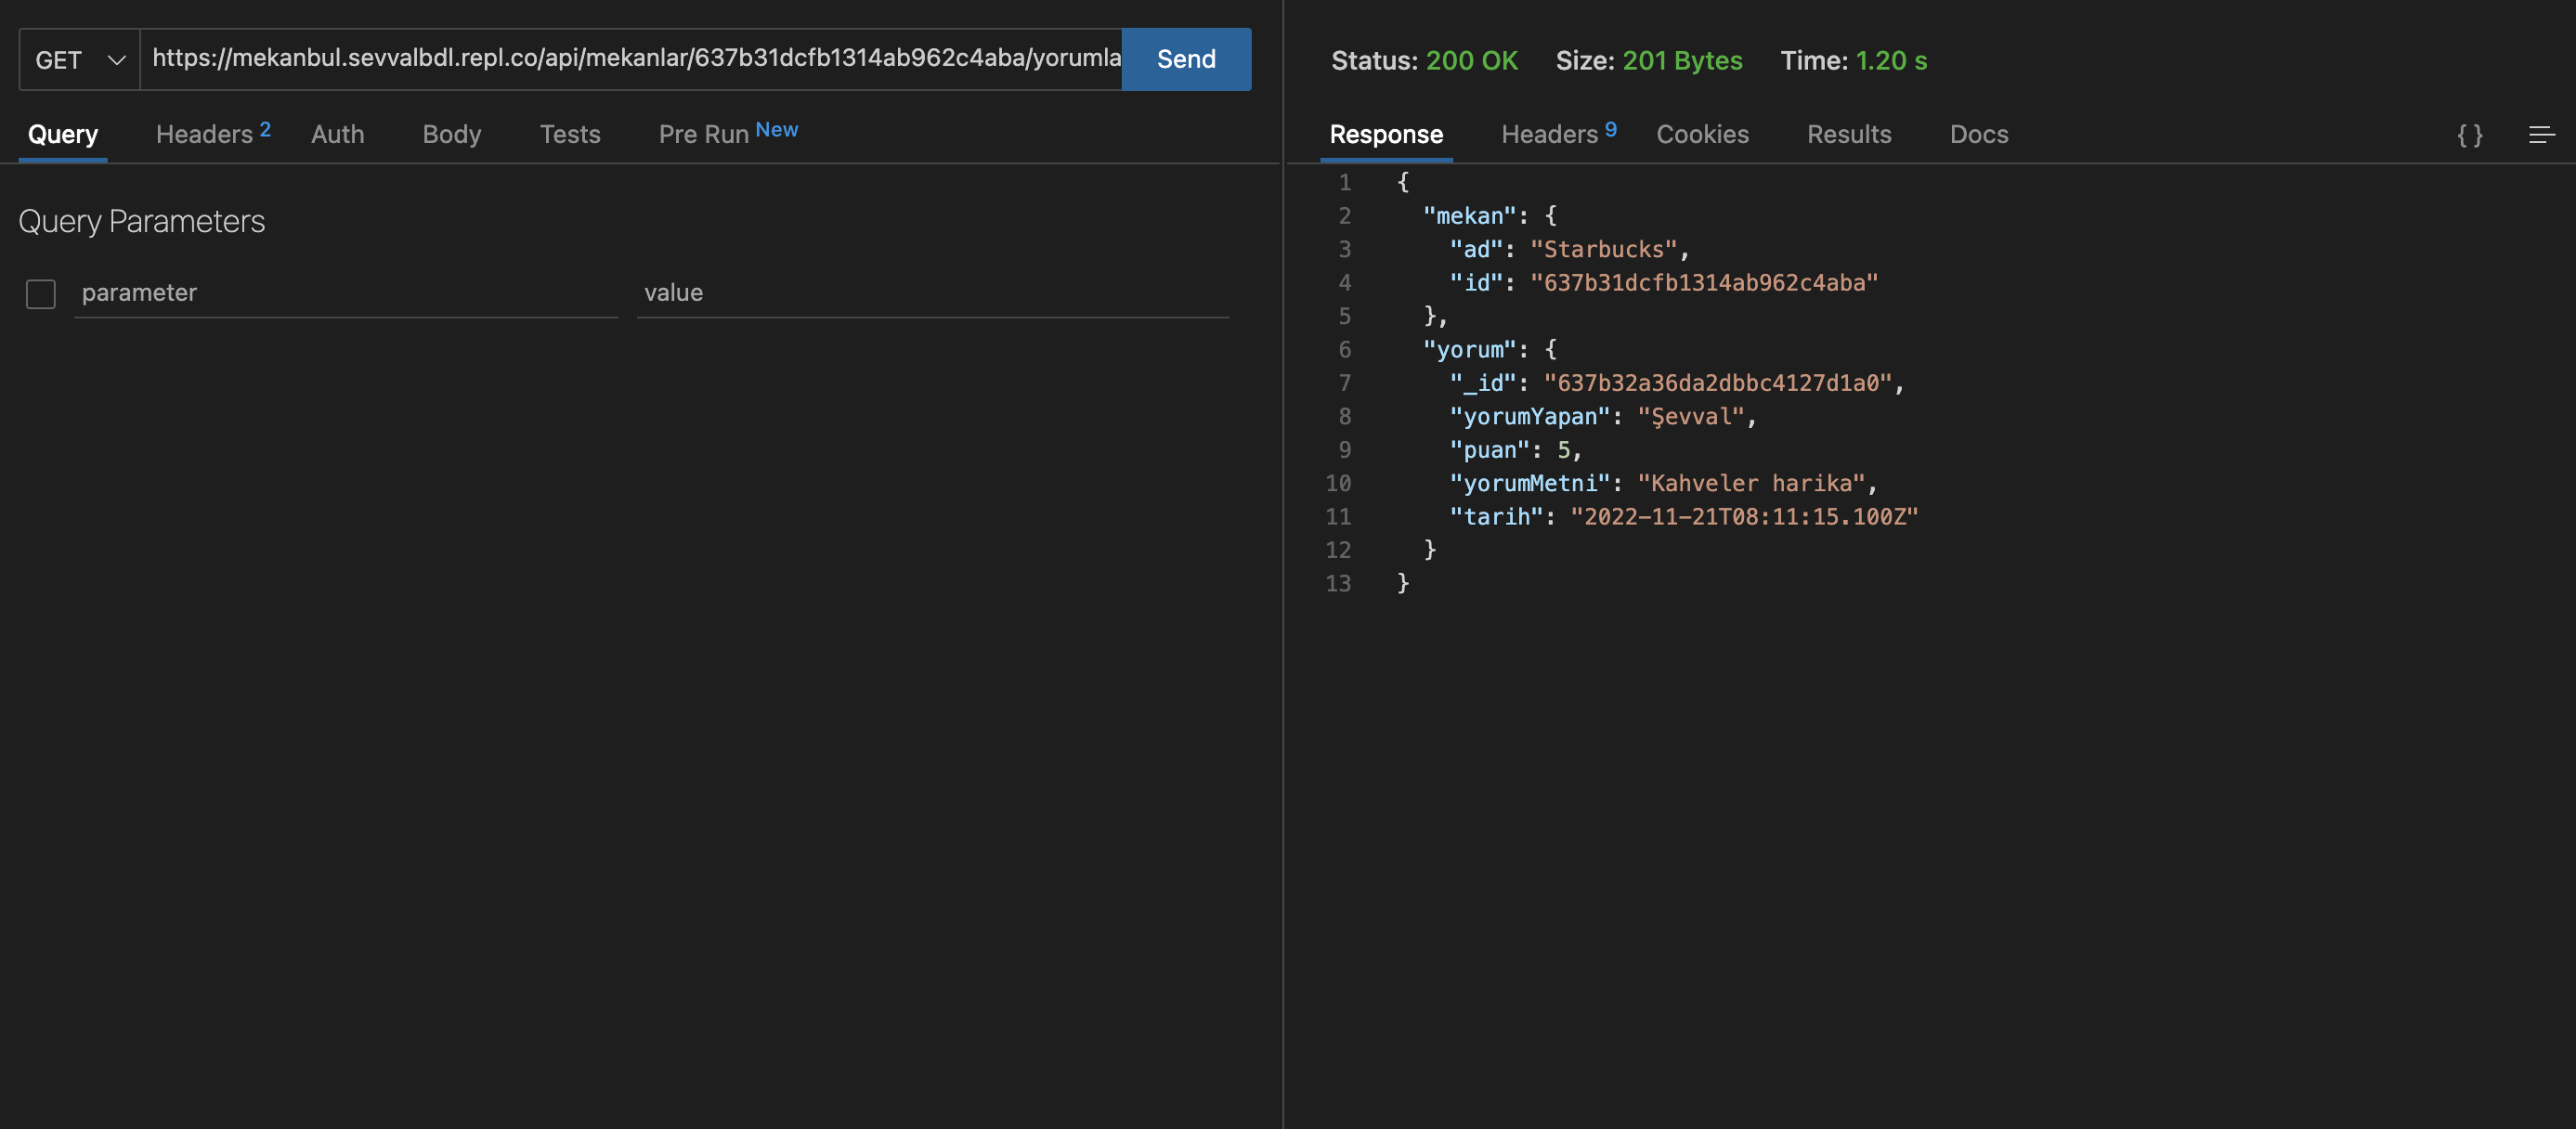 GET https://mekanbul.sevvalbdl.repl.co/api/mekanlar/637b31dcfb1314ab962c4aba/yorumla Send
Query Headers 2 Auth Body Tests Pre Run New
Query Parameters
parameter value
Status: 200 OK Size: 201 Bytes Time: 1.20 s
Response Headers 9 Cookies Results Docs { }
1 {
2 "mekan": {
3 "ad": "Starbucks",
4 "id": "637b31dcfb1314ab962c4aba"
5 },
6 "yorum": {
7 "_id": "637b32a36da2dbbc4127d1a0",
8 "yorumYapan": "Şevval",
9 "puan": 5,
10 "yorumMetni": "Kahveler harika",
11 "tarih": "2022-11-21T08:11:15.100Z"
12 }
13 }